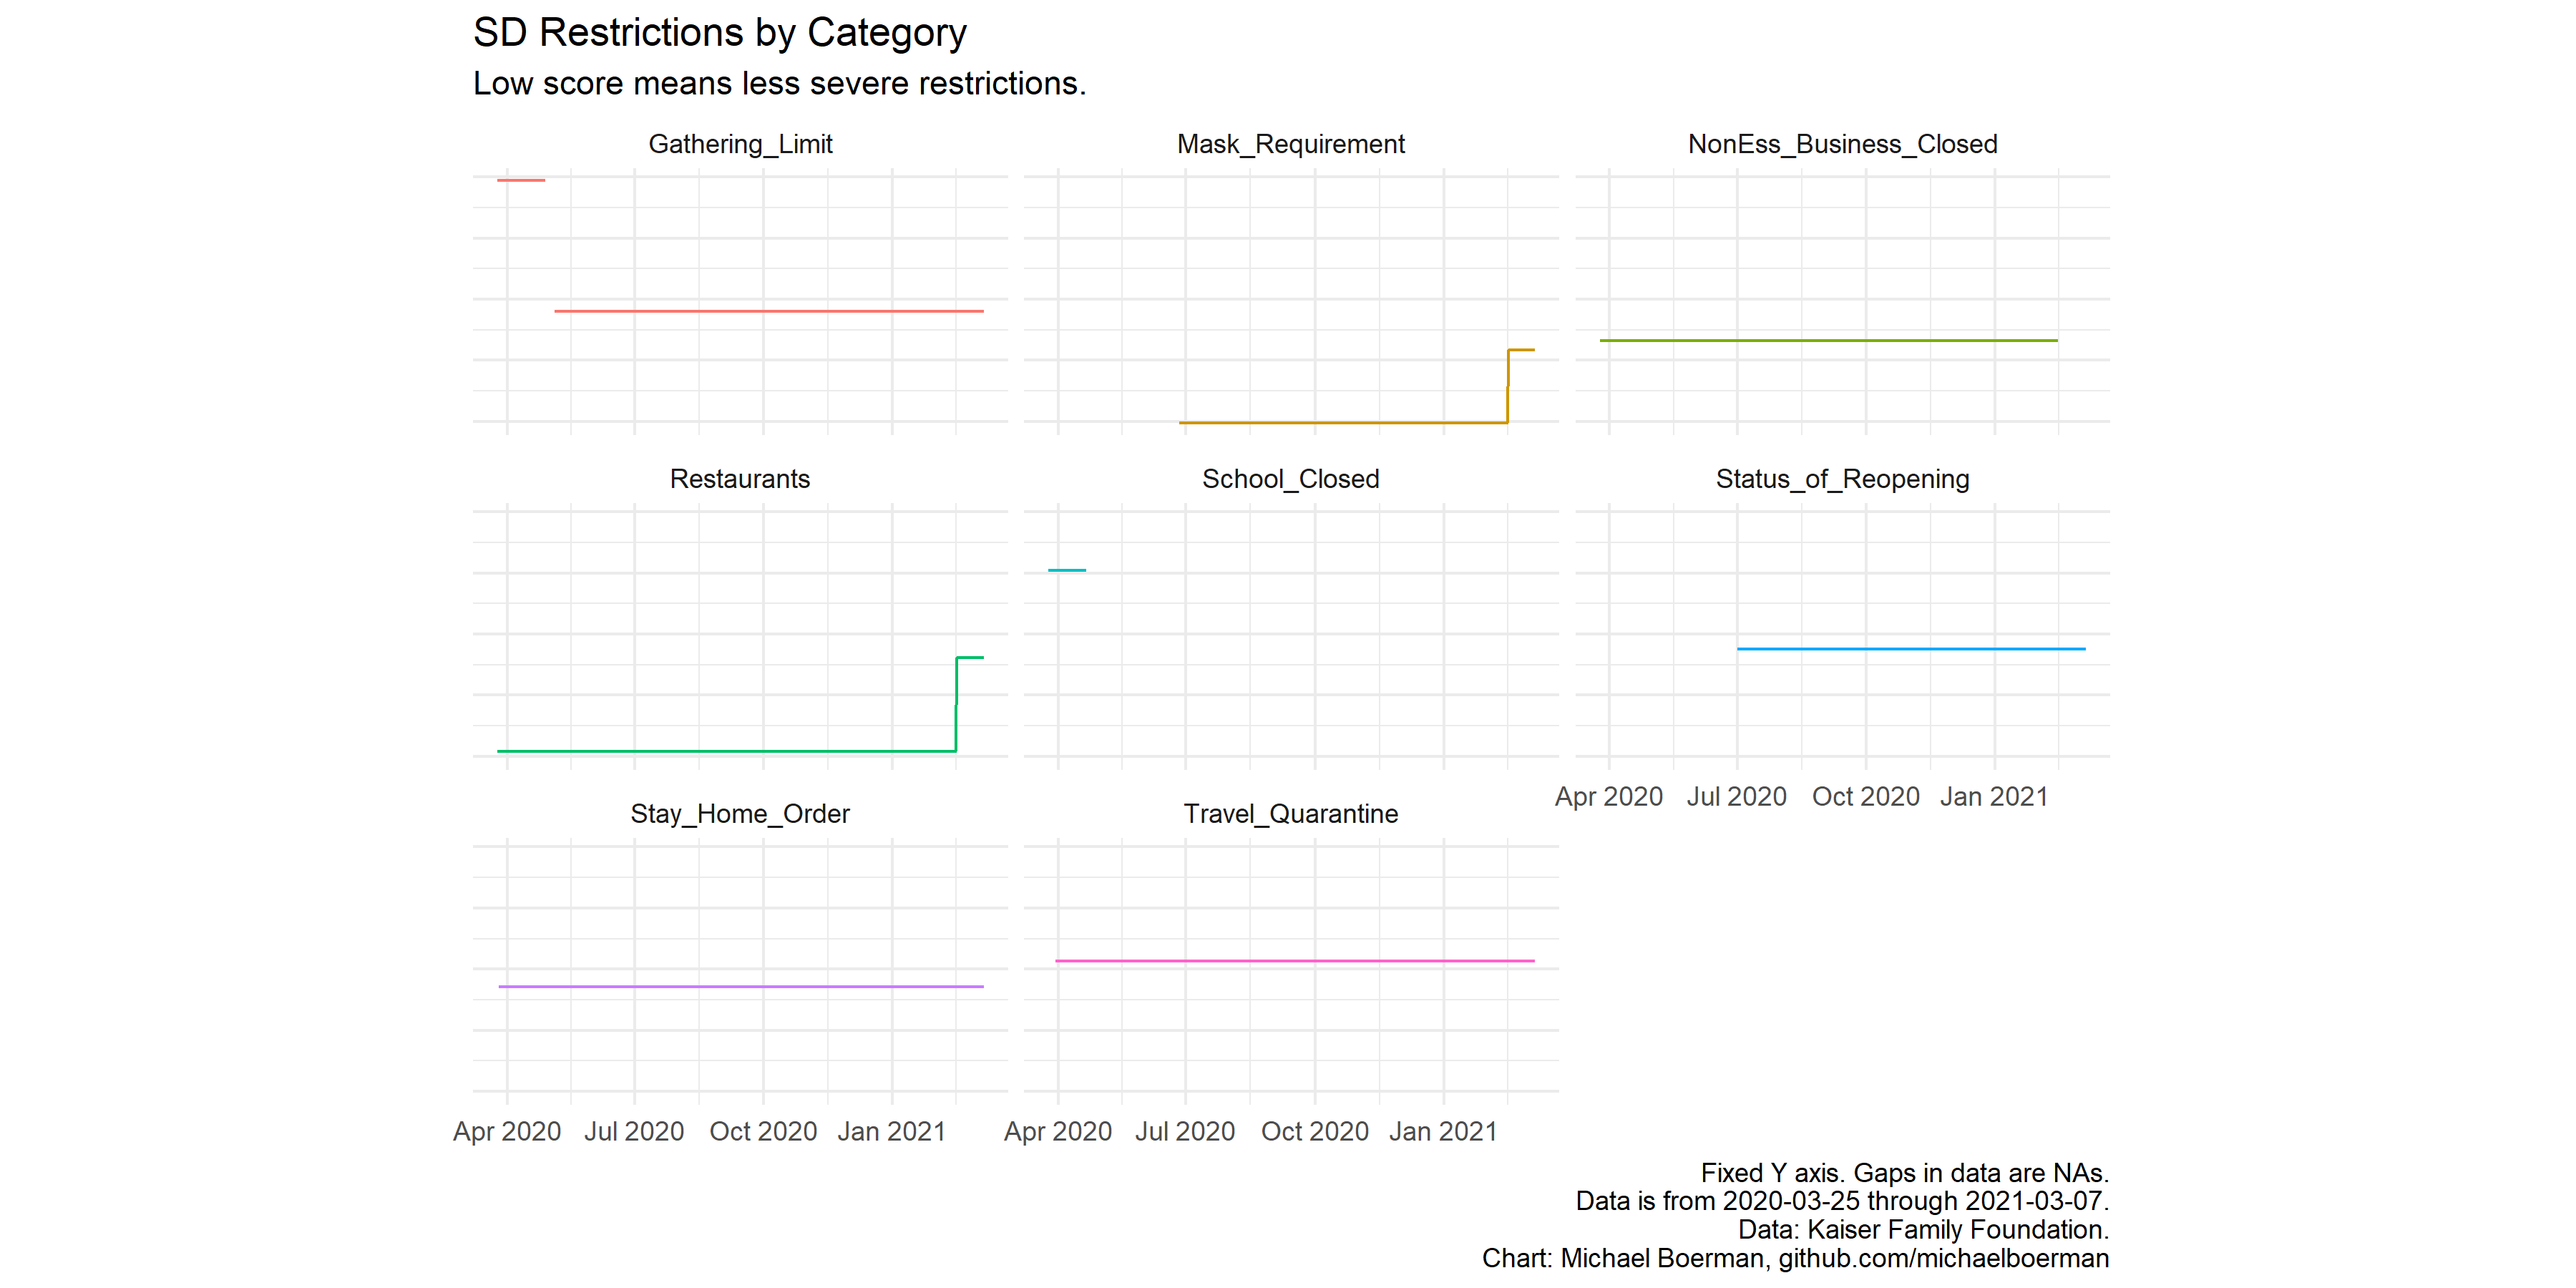 SD Restrictions by Category
Low score means less severe restrictions.
Gathering_Limit
Mask_Requirement
NonEss_Business_Closed
Restaurants
School_Closed
Status_of_Reopening
Apr 2020 Jul 2020 Oct 2020 Jan 2021
Stay_Home_Order
Travel_Quarantine
Apr 2020 Jul 2020 Oct 2020 Jan 2021
Apr 2020 Jul 2020 Oct 2020 Jan 2021
Fixed Y axis. Gaps in data are NAs.
Data is from 2020-03-25 through 2021-03-07.
Data: Kaiser Family Foundation.
Chart: Michael Boerman, github.com/michaelboerman